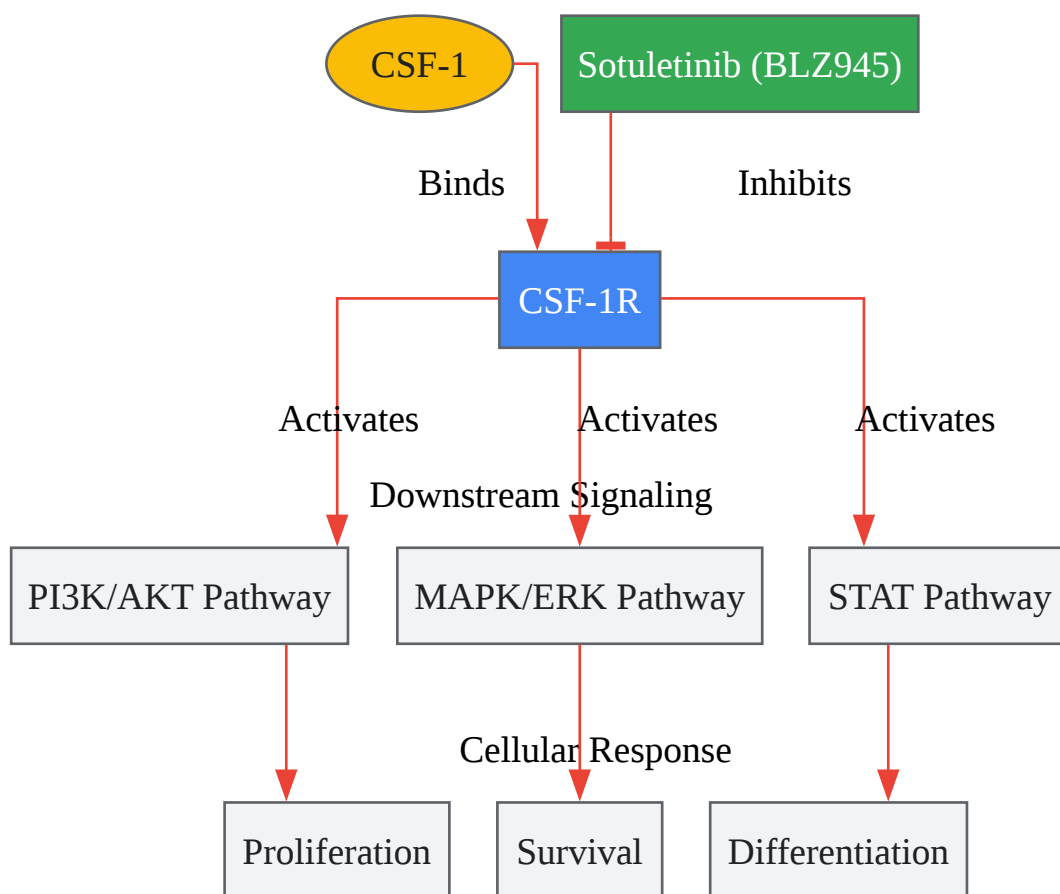 CSF-1
Sotuletinib (BLZ945)
Binds
Inhibits
CSF-1R
Activates
Activates
Activates
Downstream Signaling
PI3K/AKT Pathway
MAPK/ERK Pathway
STAT Pathway
Cellular Response
Proliferation
Survival
Differentiation